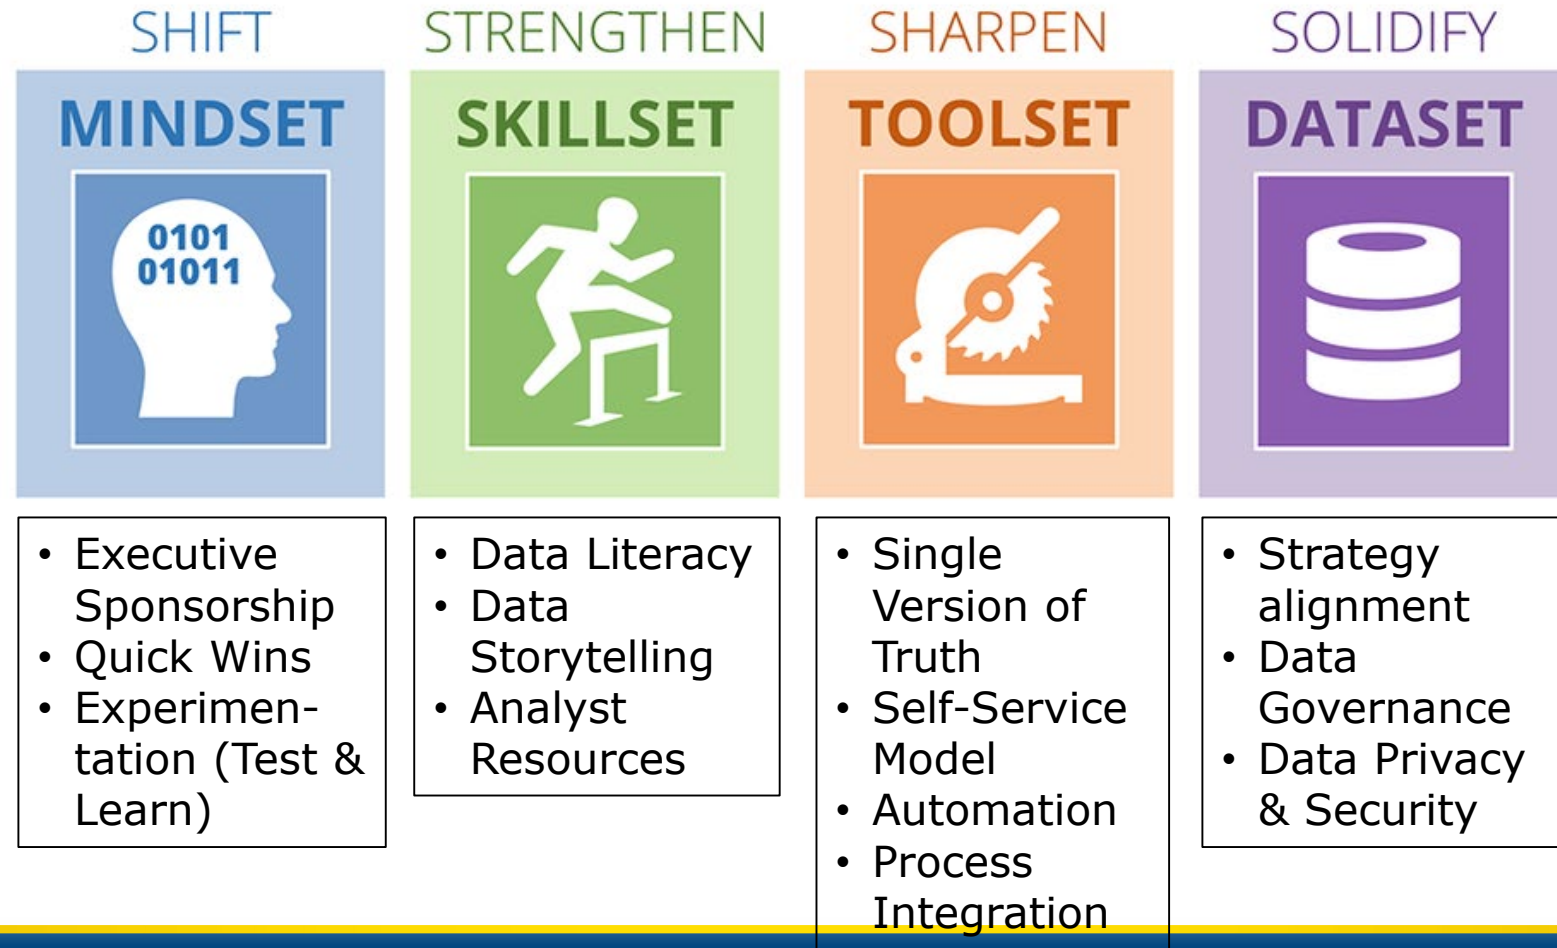 SHIFT
MINDSET
0101
01011
• Executive
Sponsorship
• Quick Wins
• Experimen-
tation (Test &
Learn)
STRENGTHEN
SKILLSET
• Data Literacy
• Data
Storytelling
• Analyst
Resources
SHARPEN
TOOLSET
• Single
Version of
Truth
• Self-Service
Model
• Automation
• Process
Integration
SOLIDIFY
DATASET
• Strategy
alignment
• Data
Governance
• Data Privacy
& Security